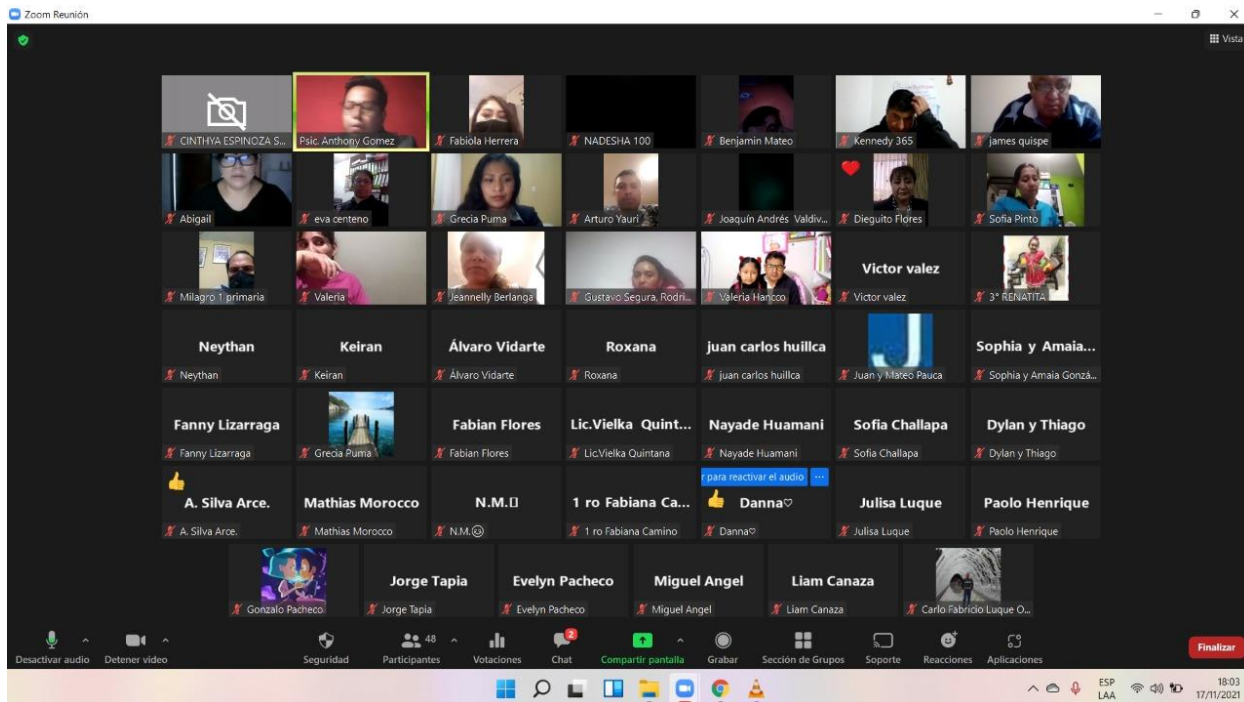 Zoom Reunión
Vista
CINTHYA ESPINOZA S...
Psic. Anthony Gomez
Fabiola Herrera
NADESHA 100
Benjamin Mateo
Kennedy 365
james quispe
Abigail
eva centeno
Grecia Puma
Arturo Yauri
Joaquín Andrés Valdiv...
Dieguito Flores
Sofia Pinto
Victor valez
Milagro 1 primaria
Valeria
Jeannelly Berlanga
Gustavo Segura, Rodri...
Valeria Hancco
Victor valez
3° RENATITA
Neythan
Keiran
Álvaro Vidarte
Roxana
juan carlos huillca
J
Sophia y Amaia...
Neythan
Keiran
Álvaro Vidarte
Roxana
juan carlos huillca
Juan y Mateo Pauca
Sophia y Amaia Gonzá...
Fanny Lizarraga
Fabian Flores
Lic.Vielka Quint...
Nayade Huamani
Sofia Challapa
Dylan y Thiago
Fanny Lizarraga
Grecia Puma
Fabian Flores
Lic.Vielka Quintana
Nayade Huamani
Sofia Challapa
Dylan y Thiago
r para reactivar el audio ...
A. Silva Arce.
Mathias Morocco
N.M.
1 ro Fabiana Ca...
Danna♡
Julisa Luque
Paolo Henrique
A. Silva Arce.
Mathias Morocco
N.M.
1 ro Fabiana Camino
Danna♡
Julisa Luque
Paolo Henrique
Jorge Tapia
Evelyn Pacheco
Miguel Angel
Liam Canaza
Gonzalo Pacheco
Jorge Tapia
Evelyn Pacheco
Miguel Angel
Liam Canaza
Carlo Fabricio Luque O...
48
2
Desactivar audio
Detener video
Seguridad
Participantes
Votaciones
Chat
Compartir pantalla
Grabar
Sección de Grupos
Soporte
Reacciones
Aplicaciones
Finalizar
ESP
LAA
18:03
17/11/2021